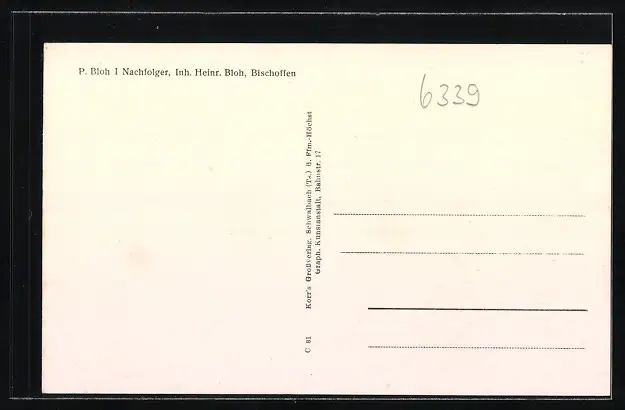 P. Bloh I Nachfolger, Inh. Heinr. Bloh, Bischoffen
6339
C 81 Korr's Großverlag, Schwalbach (Ts.) ü. Ffm.-Höchst
Graph. Kunstanstalt, Bahnstr. 17